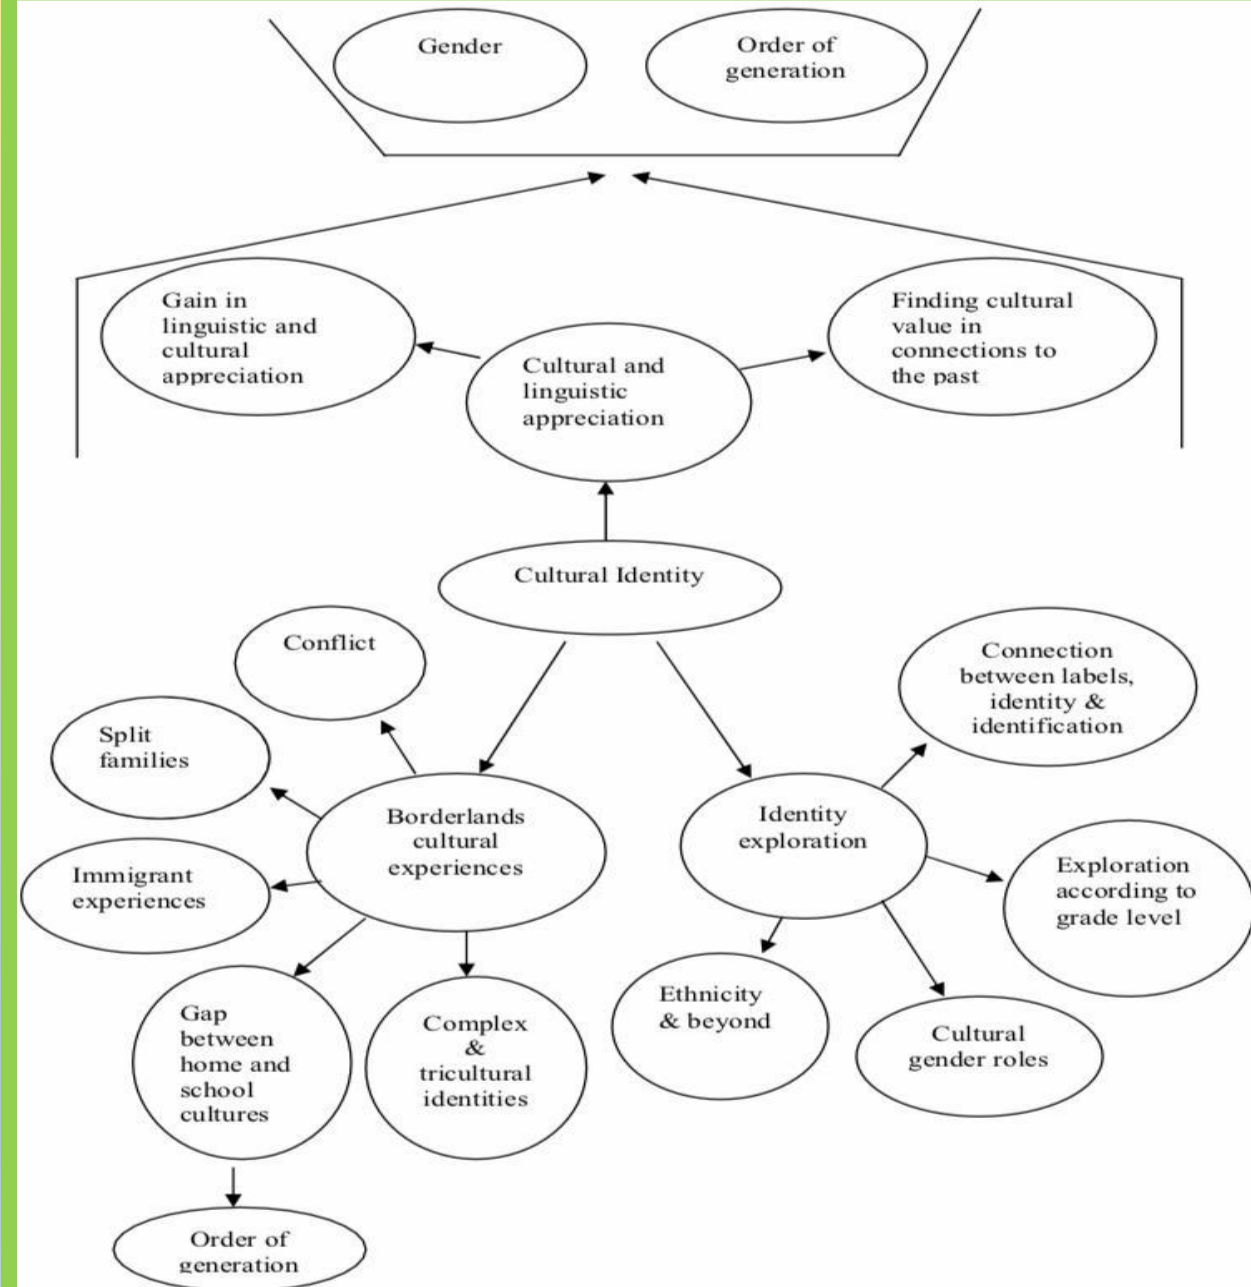 Gender
Order of
generation
Gain in
linguistic and
cultural
appreciation
Cultural and
linguistic
appreciation
Finding cultural
value in
connections to
the past
Cultural Identity
Conflict
Split
families
Immigrant
experiences
Borderlands
cultural
experiences
Gap
between
home and
school
cultures
Complex
&
tricultural
identities
Order of
generation
Identity
exploration
Connection
between labels,
identity &
identification
Exploration
according to
grade level
Ethnicity
& beyond
Cultural
gender roles